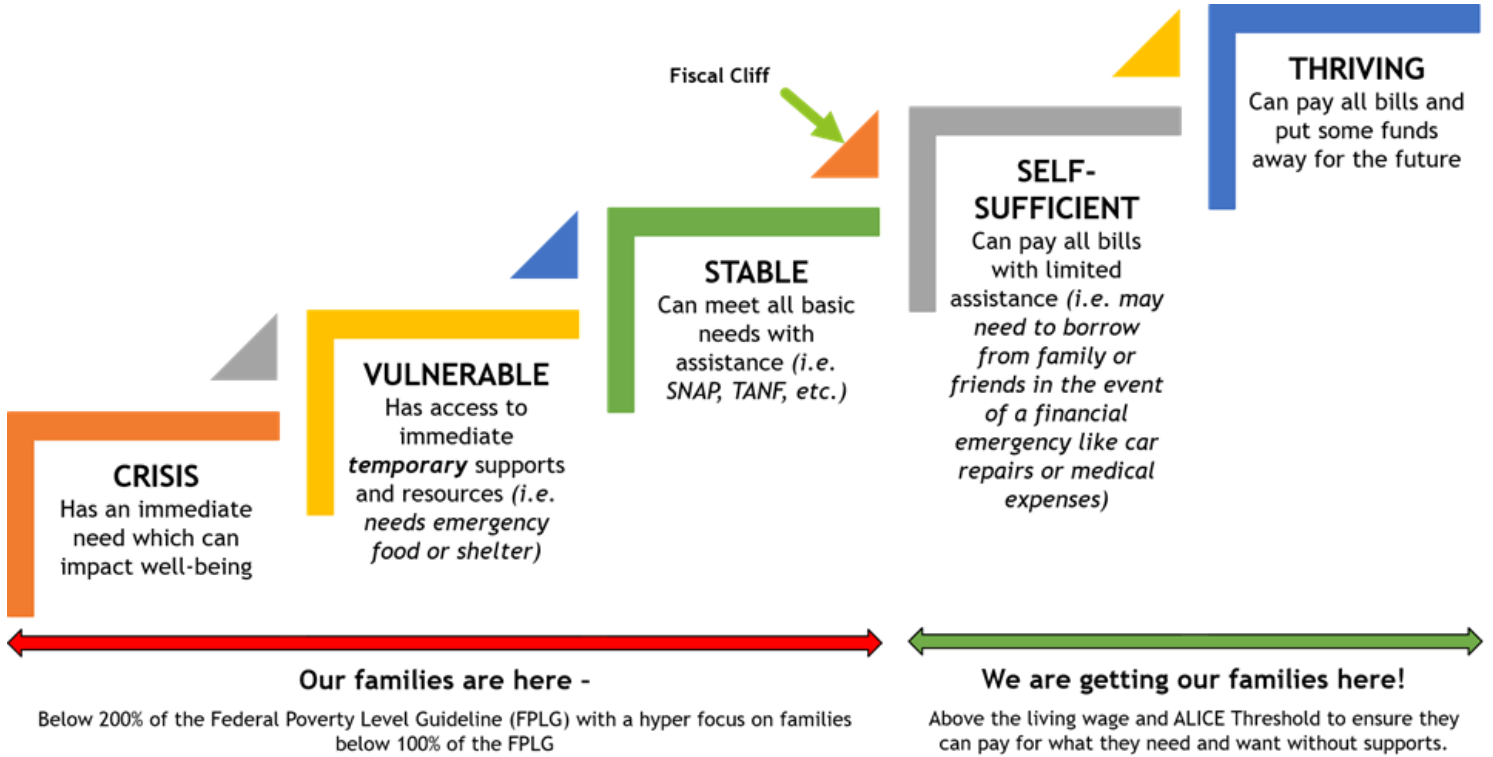 Fiscal Cliff
CRISIS
Has an immediate
need which can
impact well-being
VULNERABLE
Has access to
immediate
temporary supports
and resources (i.e.
needs emergency
food or shelter)
STABLE
Can meet all basic
needs with
assistance (i.e.
SNAP, TANF, etc.)
SELF-
SUFFICIENT
Can pay all bills
with limited
assistance (i.e. may
need to borrow
from family or
friends in the event
of a financial
emergency like car
repairs or medical
expenses)
THRIVING
Can pay all bills and
put some funds
away for the future
Our families are here -
Below 200% of the Federal Poverty Level Guideline (FPLG) with a hyper focus on families
below 100% of the FPLG
We are getting our families here!
Above the living wage and ALICE Threshold to ensure they
can pay for what they need and want without supports.